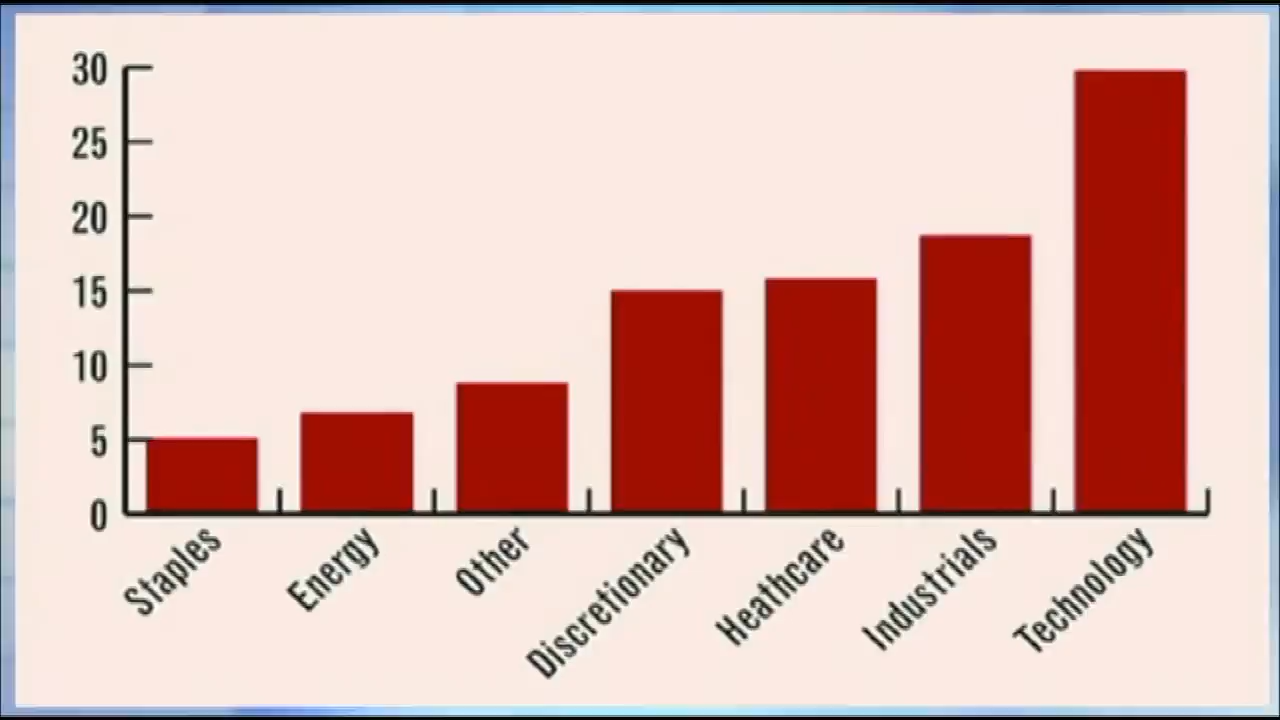 30
25
20
15
10
5
0
Staples
Energy
Other
Discretionary
Heathcare
Industrials
Technology